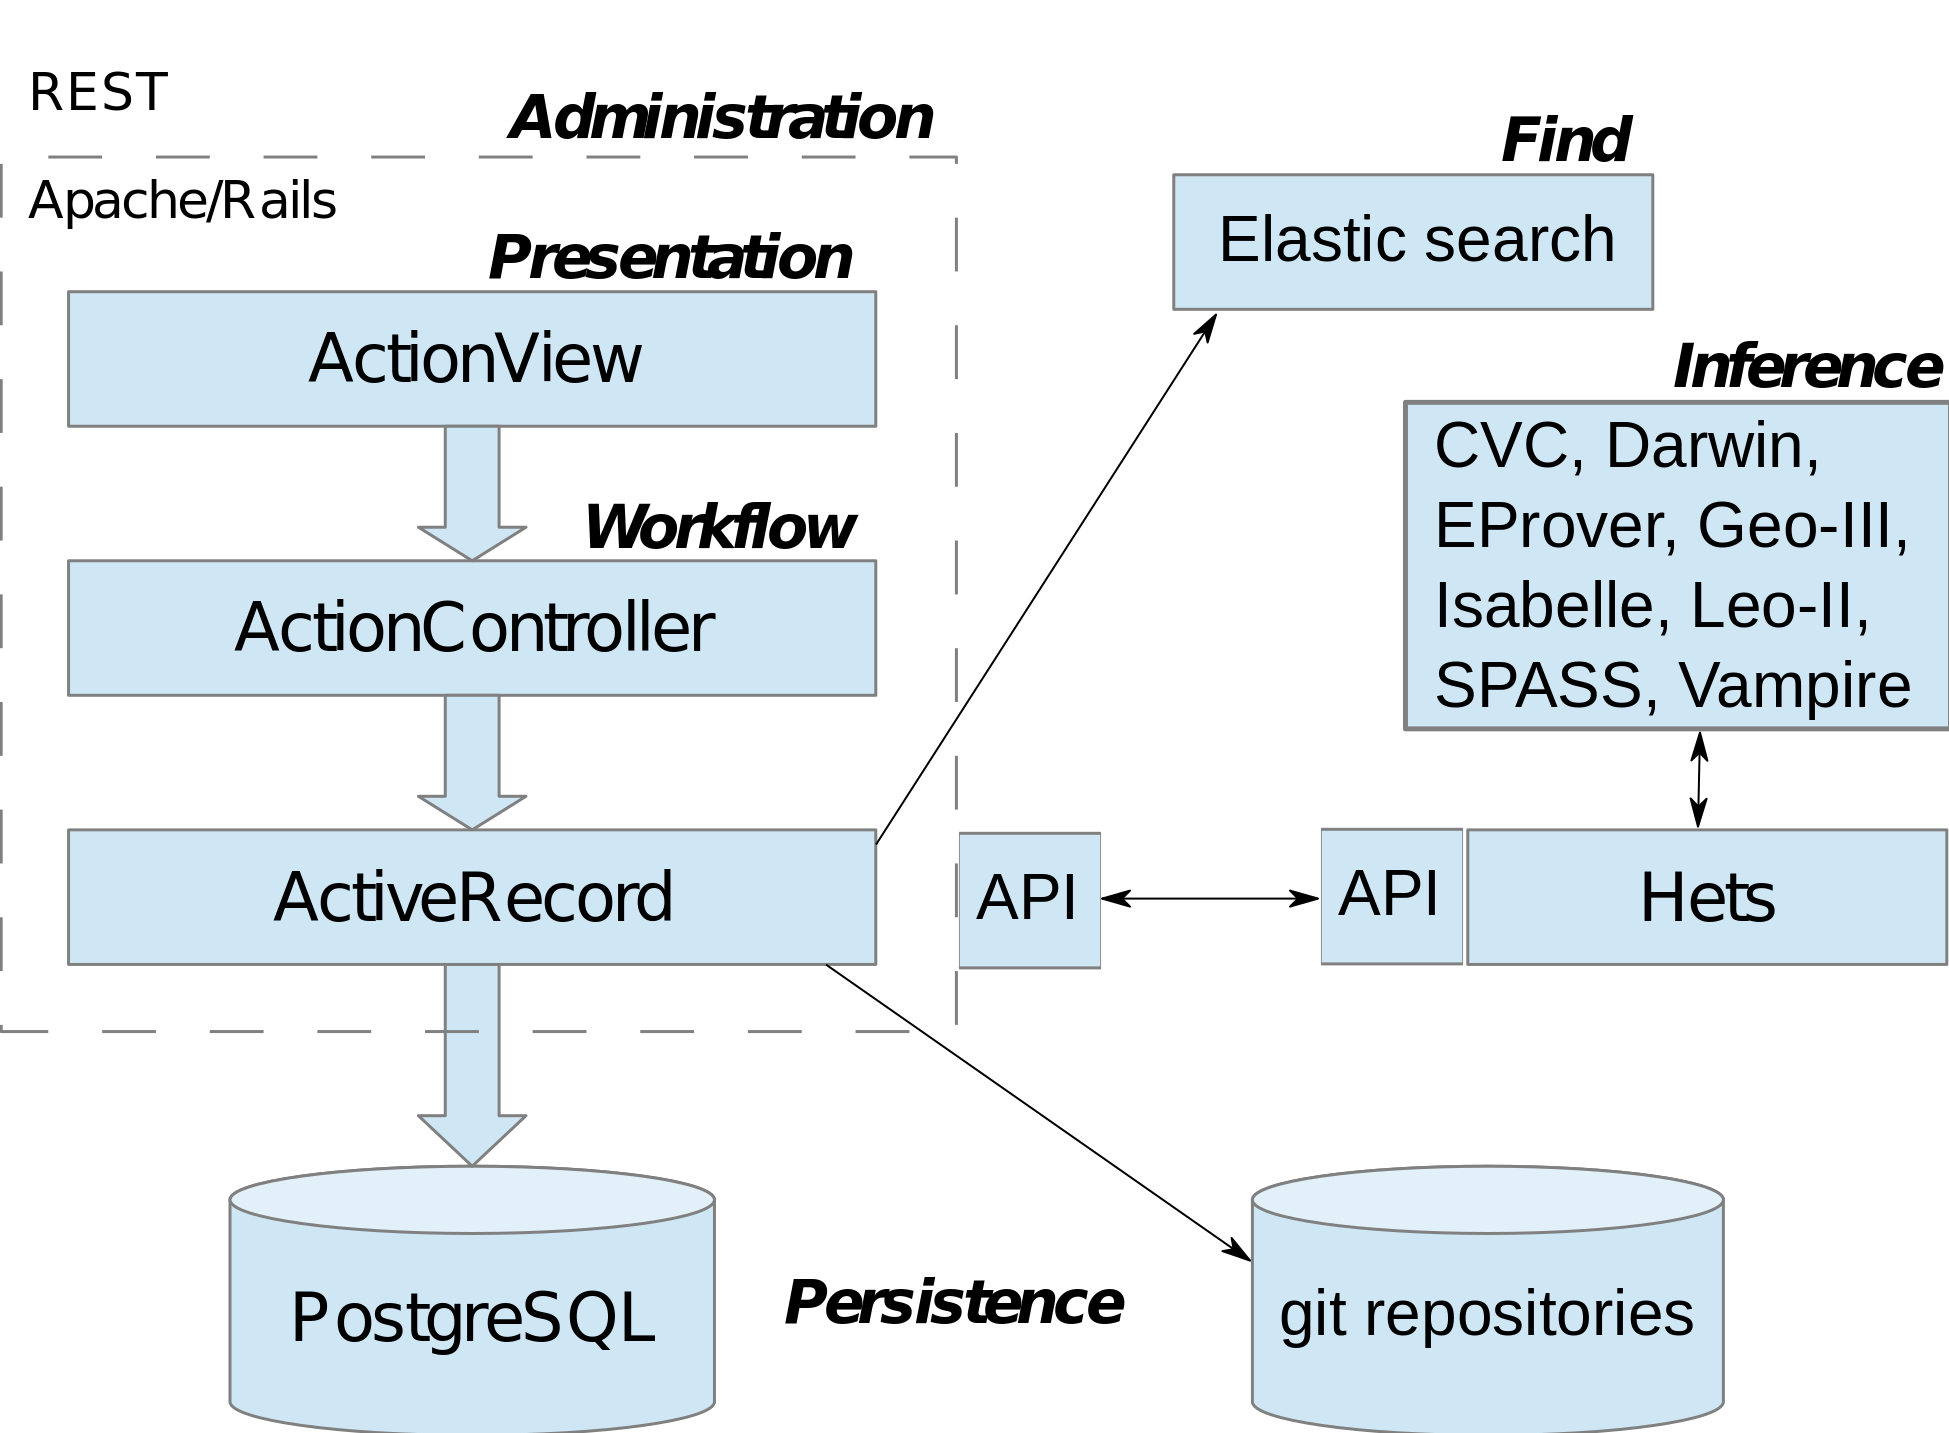 REST
Administration
Apache/Rails
Presentation
ActionView
Workflow
ActionController
ActiveRecord
PostgreSQL
Persistence
Find
Elastic search
Inference
CVC, Darwin,
EProver, Geo-III,
Isabelle, Leo-II,
SPASS, Vampire
API
API
Hets
git repositories